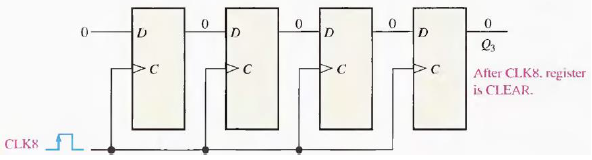 0 0 0 0 0
D D D D Q₃
C C C C
After CLK8. register
is CLEAR.
CLK8